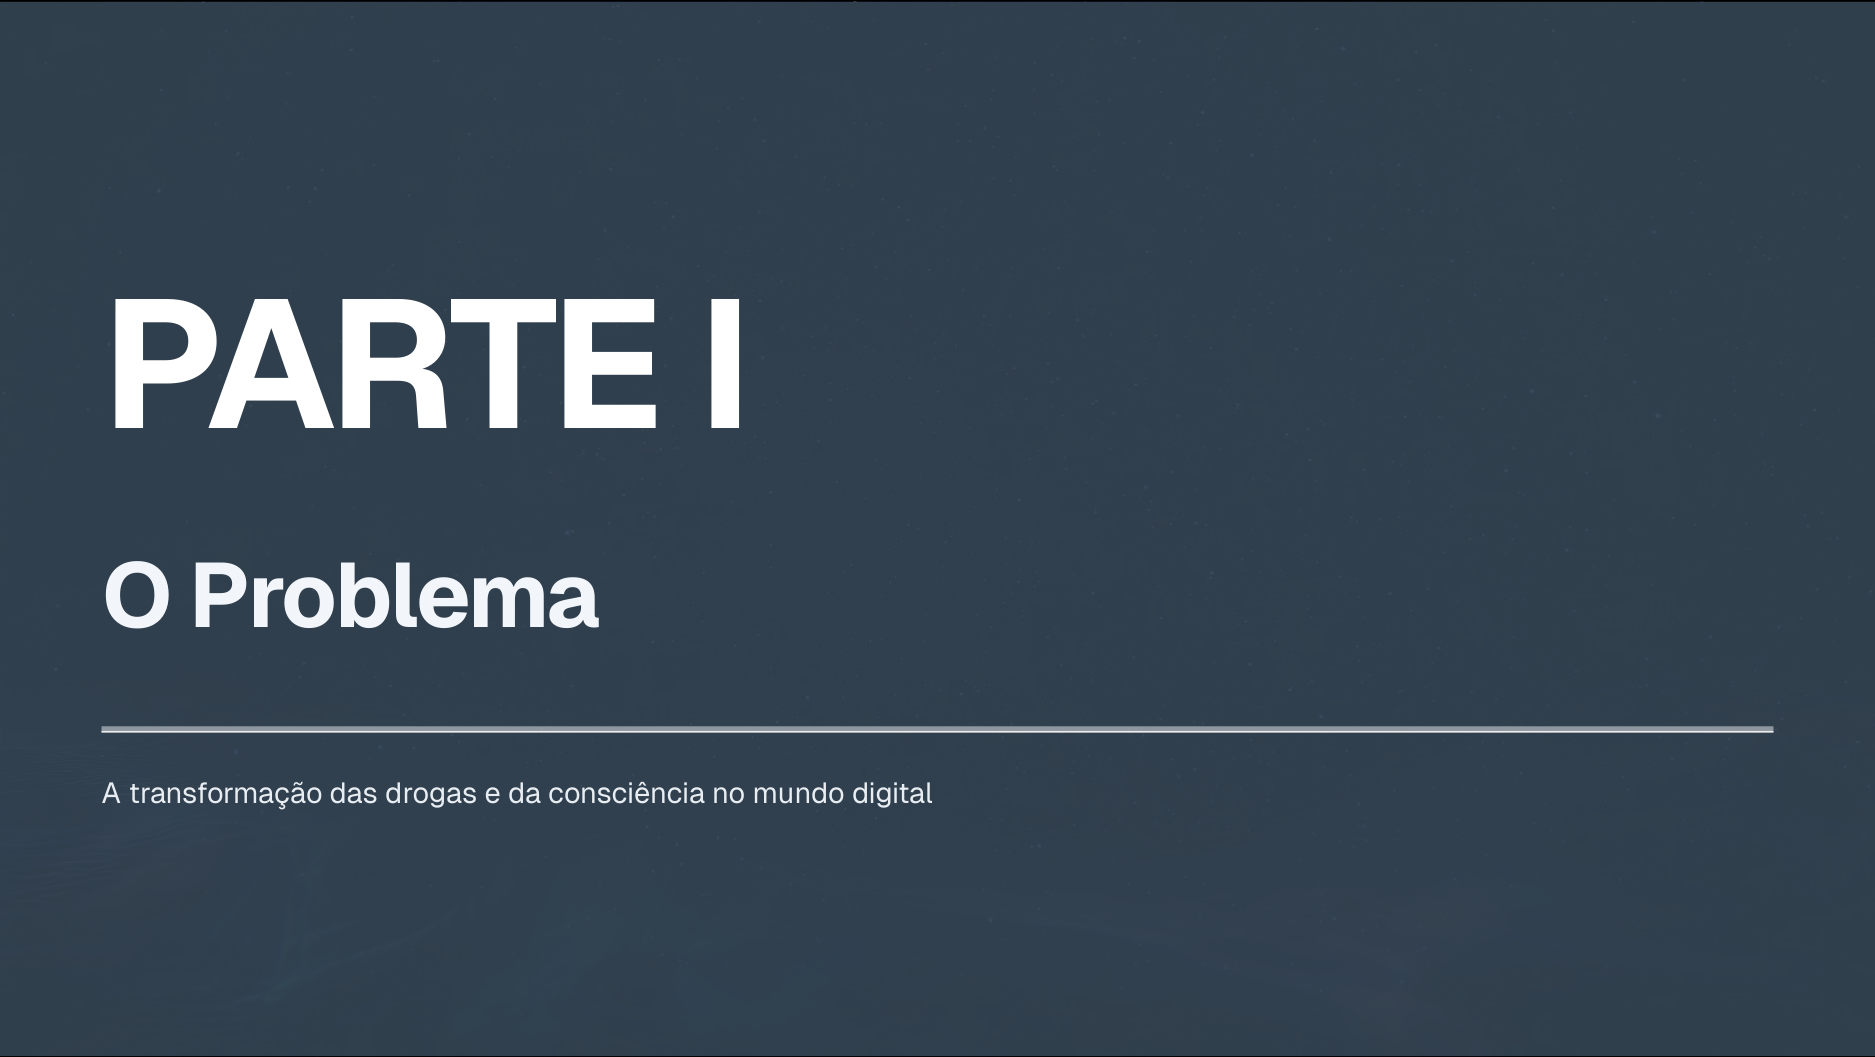 PARTE I
O Problema
A transformação das drogas e da consciência no mundo digital